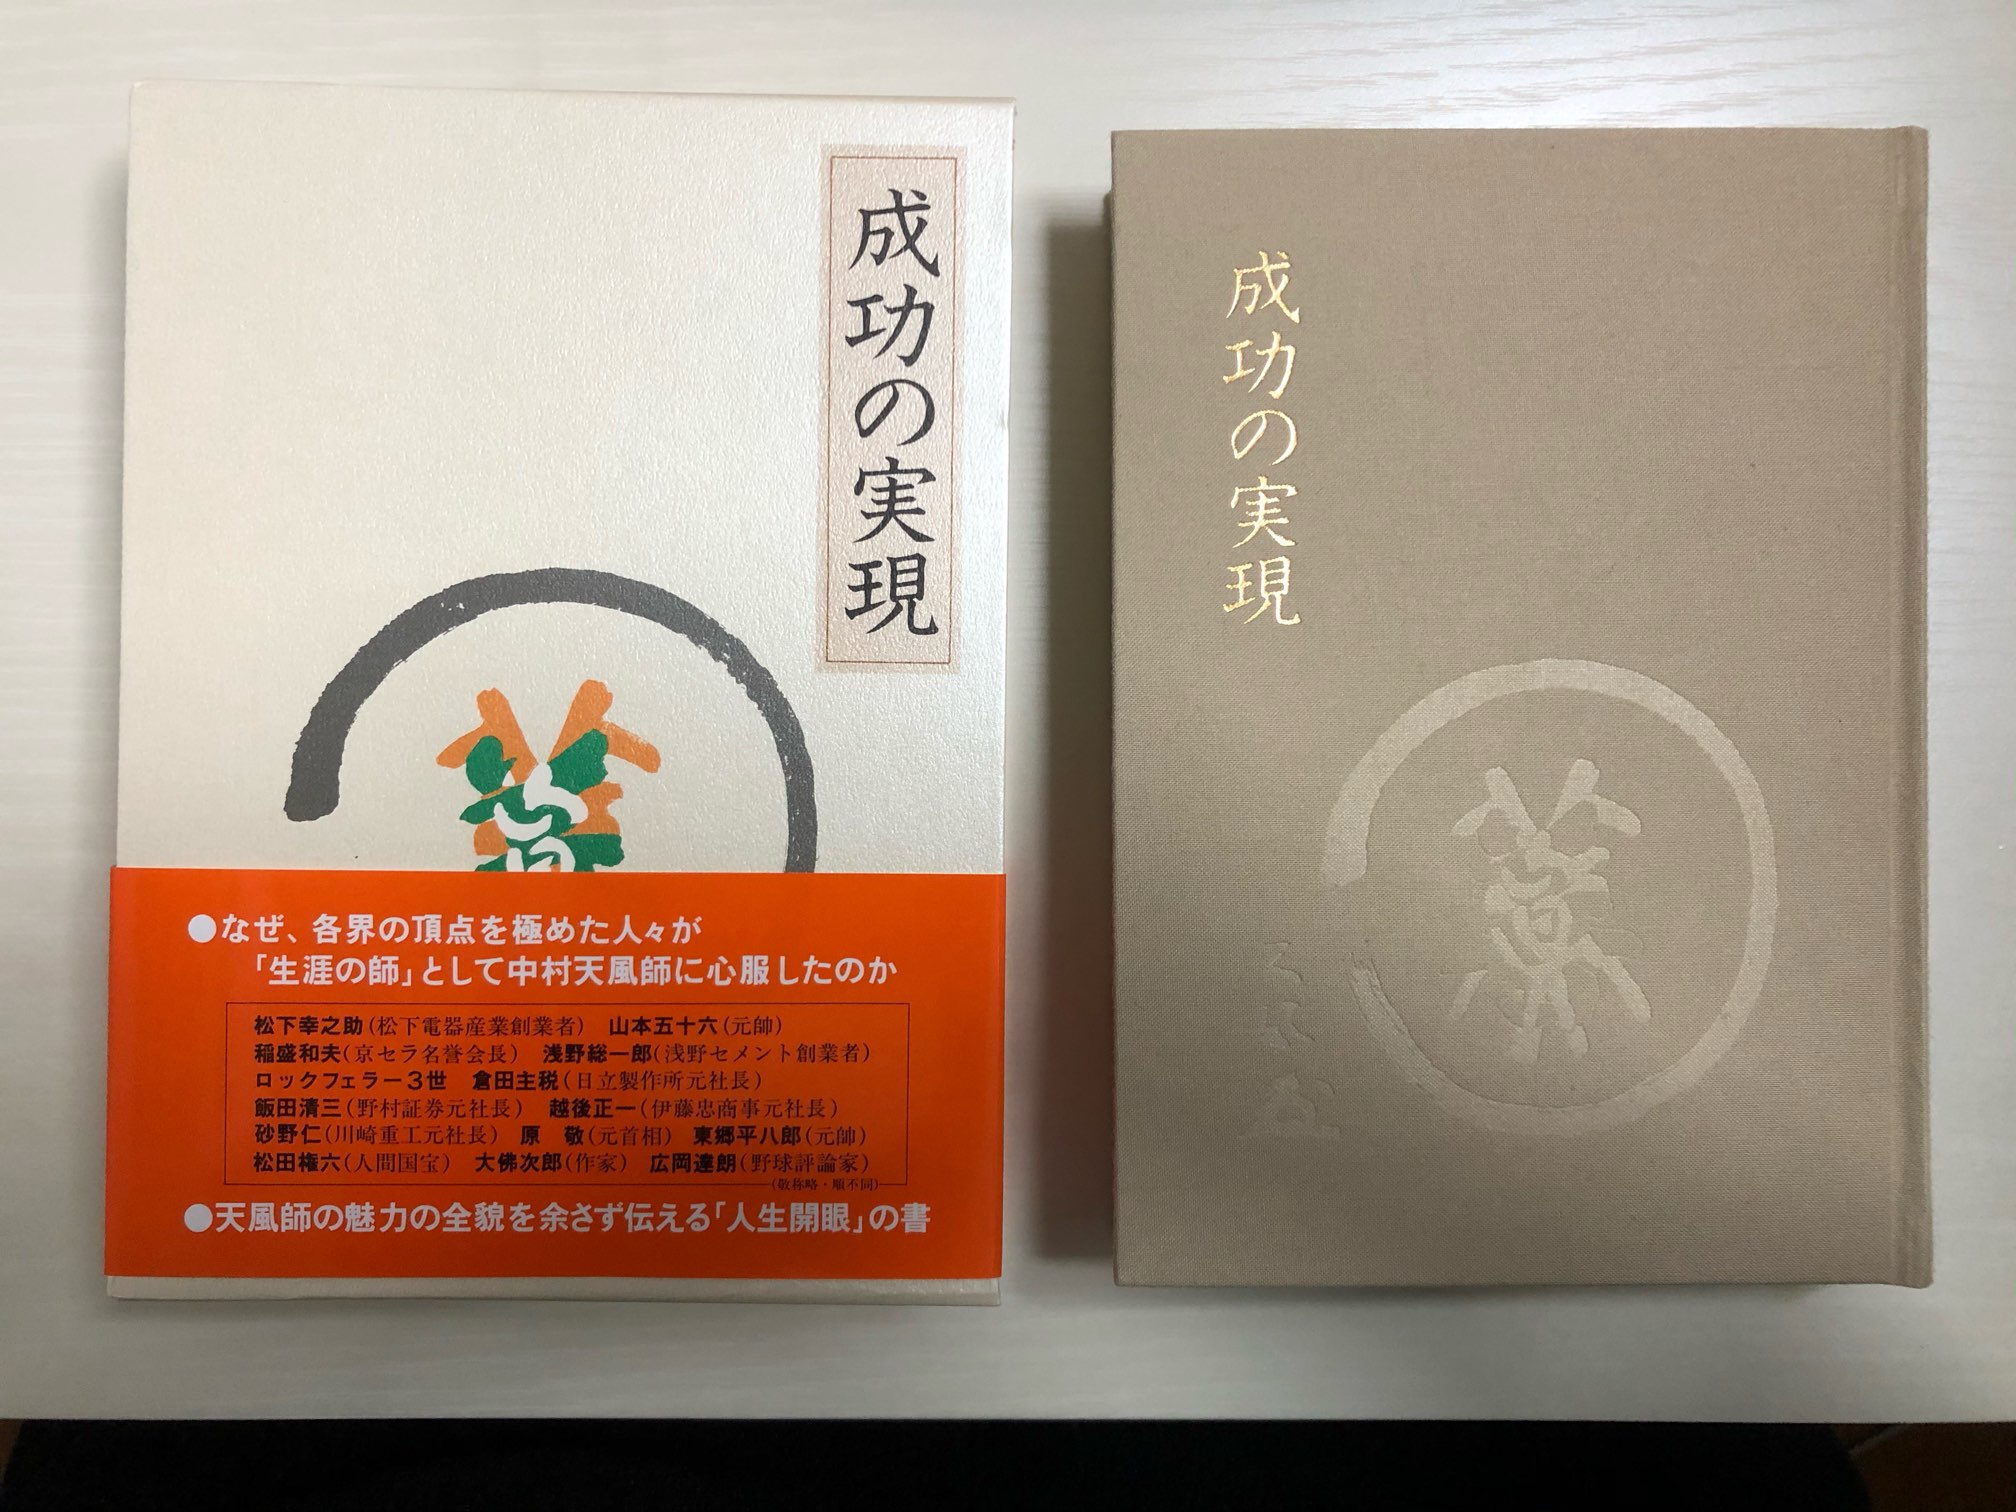 成功の実現
●なぜ、各界の頂点を極めた人々が
「生涯の師」として中村天風師に心服したのか
松下幸之助(松下電器産業創業者) 山本五十六(元帥)
稲盛和夫(京セラ名誉会長) 浅野総一郎(浅野セメント創業者)
ロックフェラー3世 倉田主税(日立製作所元社長)
飯田清三(野村証券元社長) 越後正一(伊藤忠商事元社長)
砂野仁(川崎重工元社長) 原 敬(元首相) 東郷平八郎(元帥)
松田権六(人間国宝) 大佛次郎(作家) 広岡達朗(野球評論家)
(敬称略・順不同)
●天風師の魅力の全貌を余さず伝える「人生開眼」の書
成功の実現